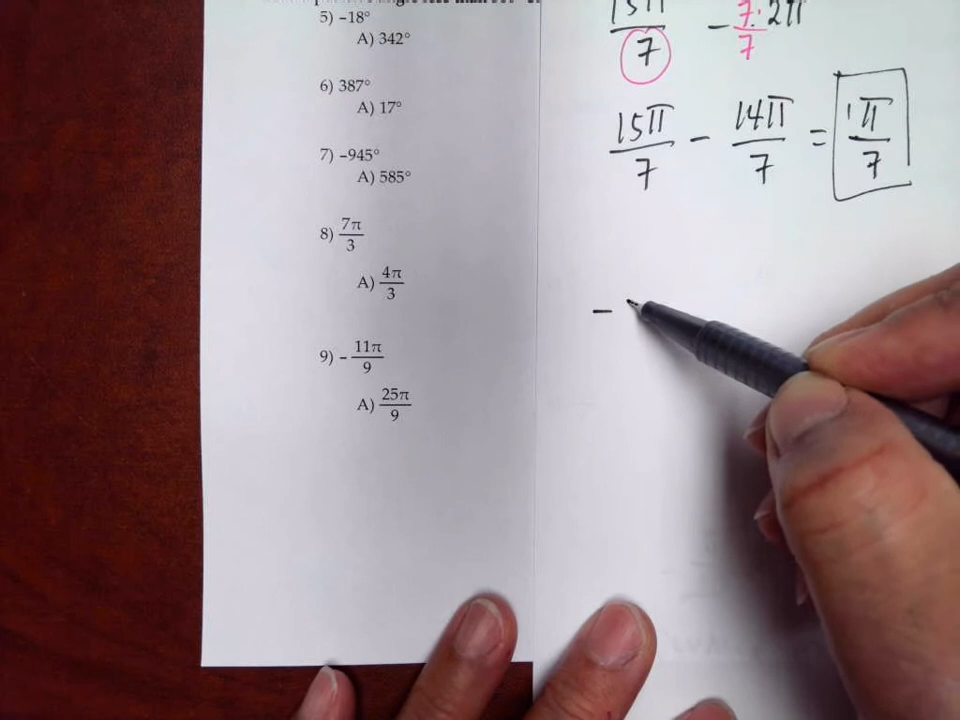 5) –18°
A) 342°
6) 387°
A) 17°
7) –945°
A) 585°
8) 7π/3
A) 4π/3
9) - 11π/9
A) 25π/9
15π/7 - 7·2π/7
15π/7 - 14π/7 = 1π/7
-